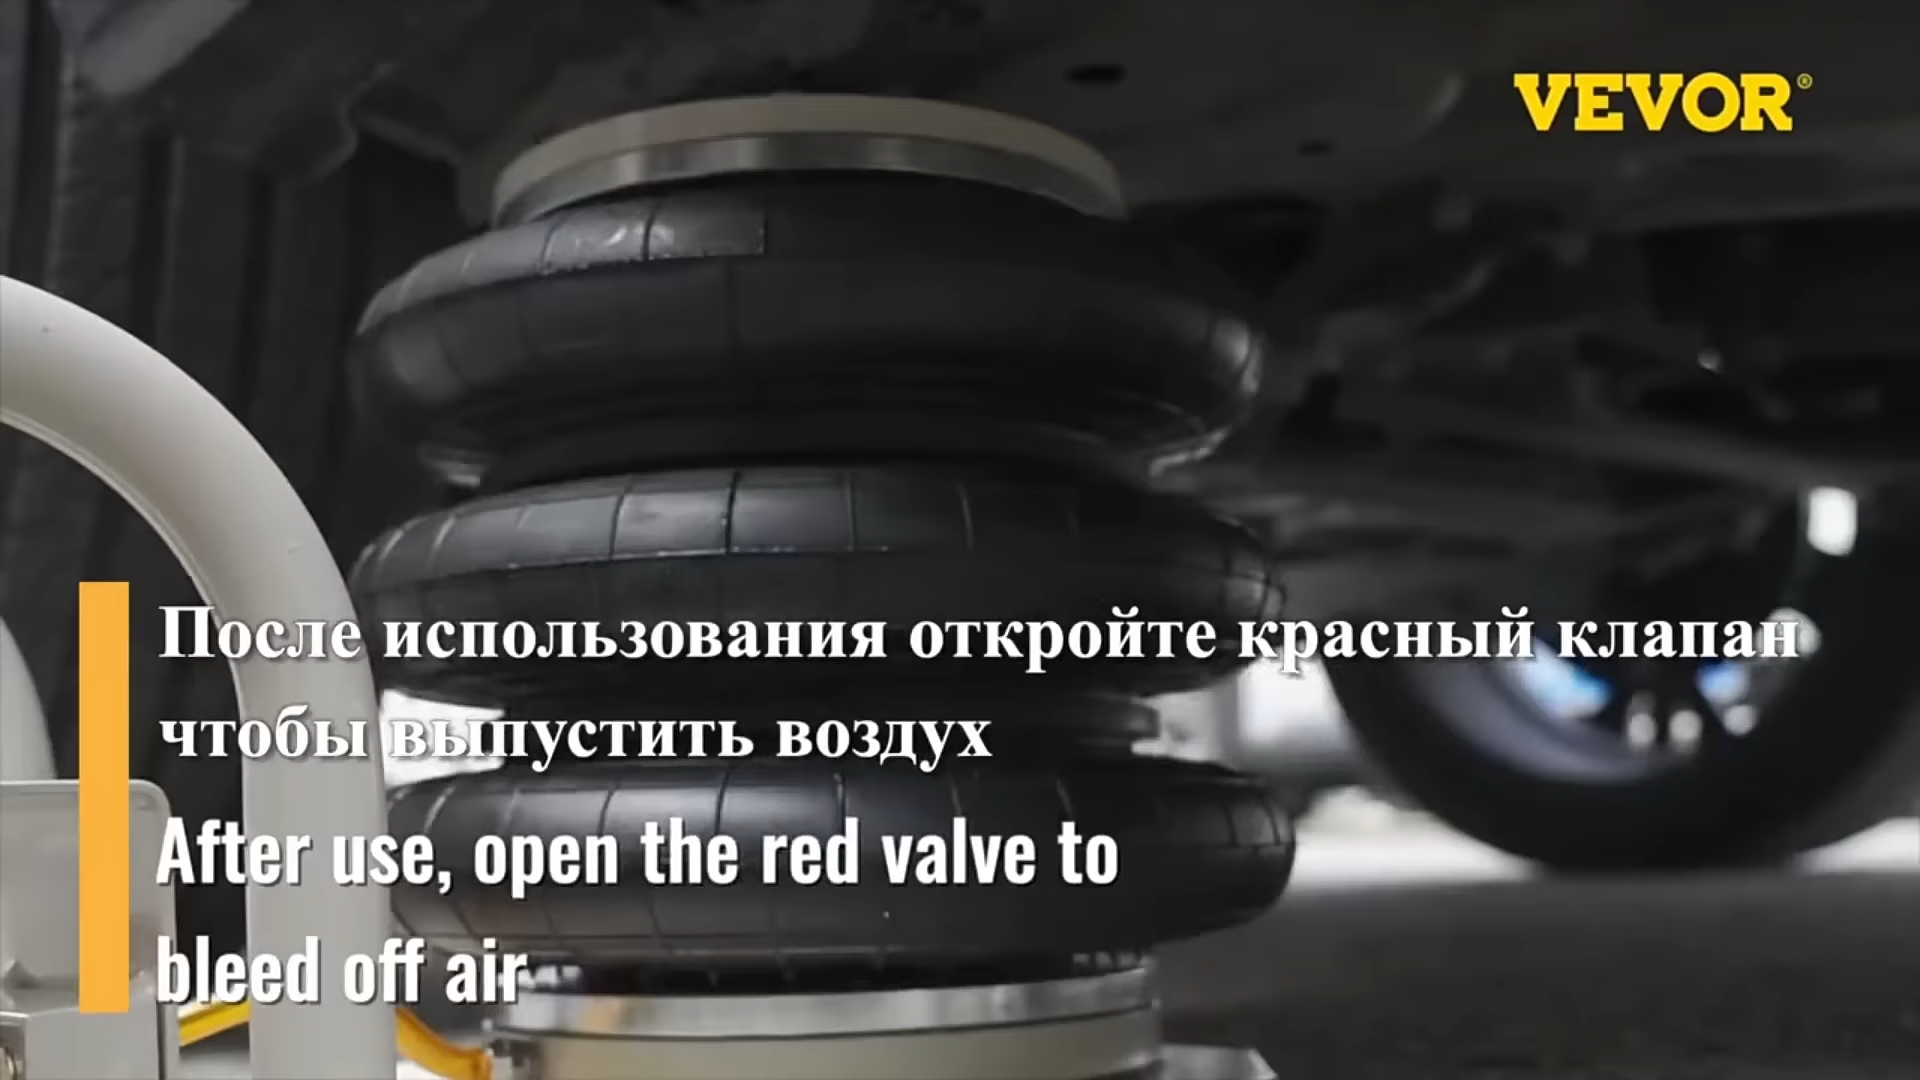 VEVOR®
После использования откройте красный клапан
чтобы выпустить воздух
After use, open the red valve to
bleed off air